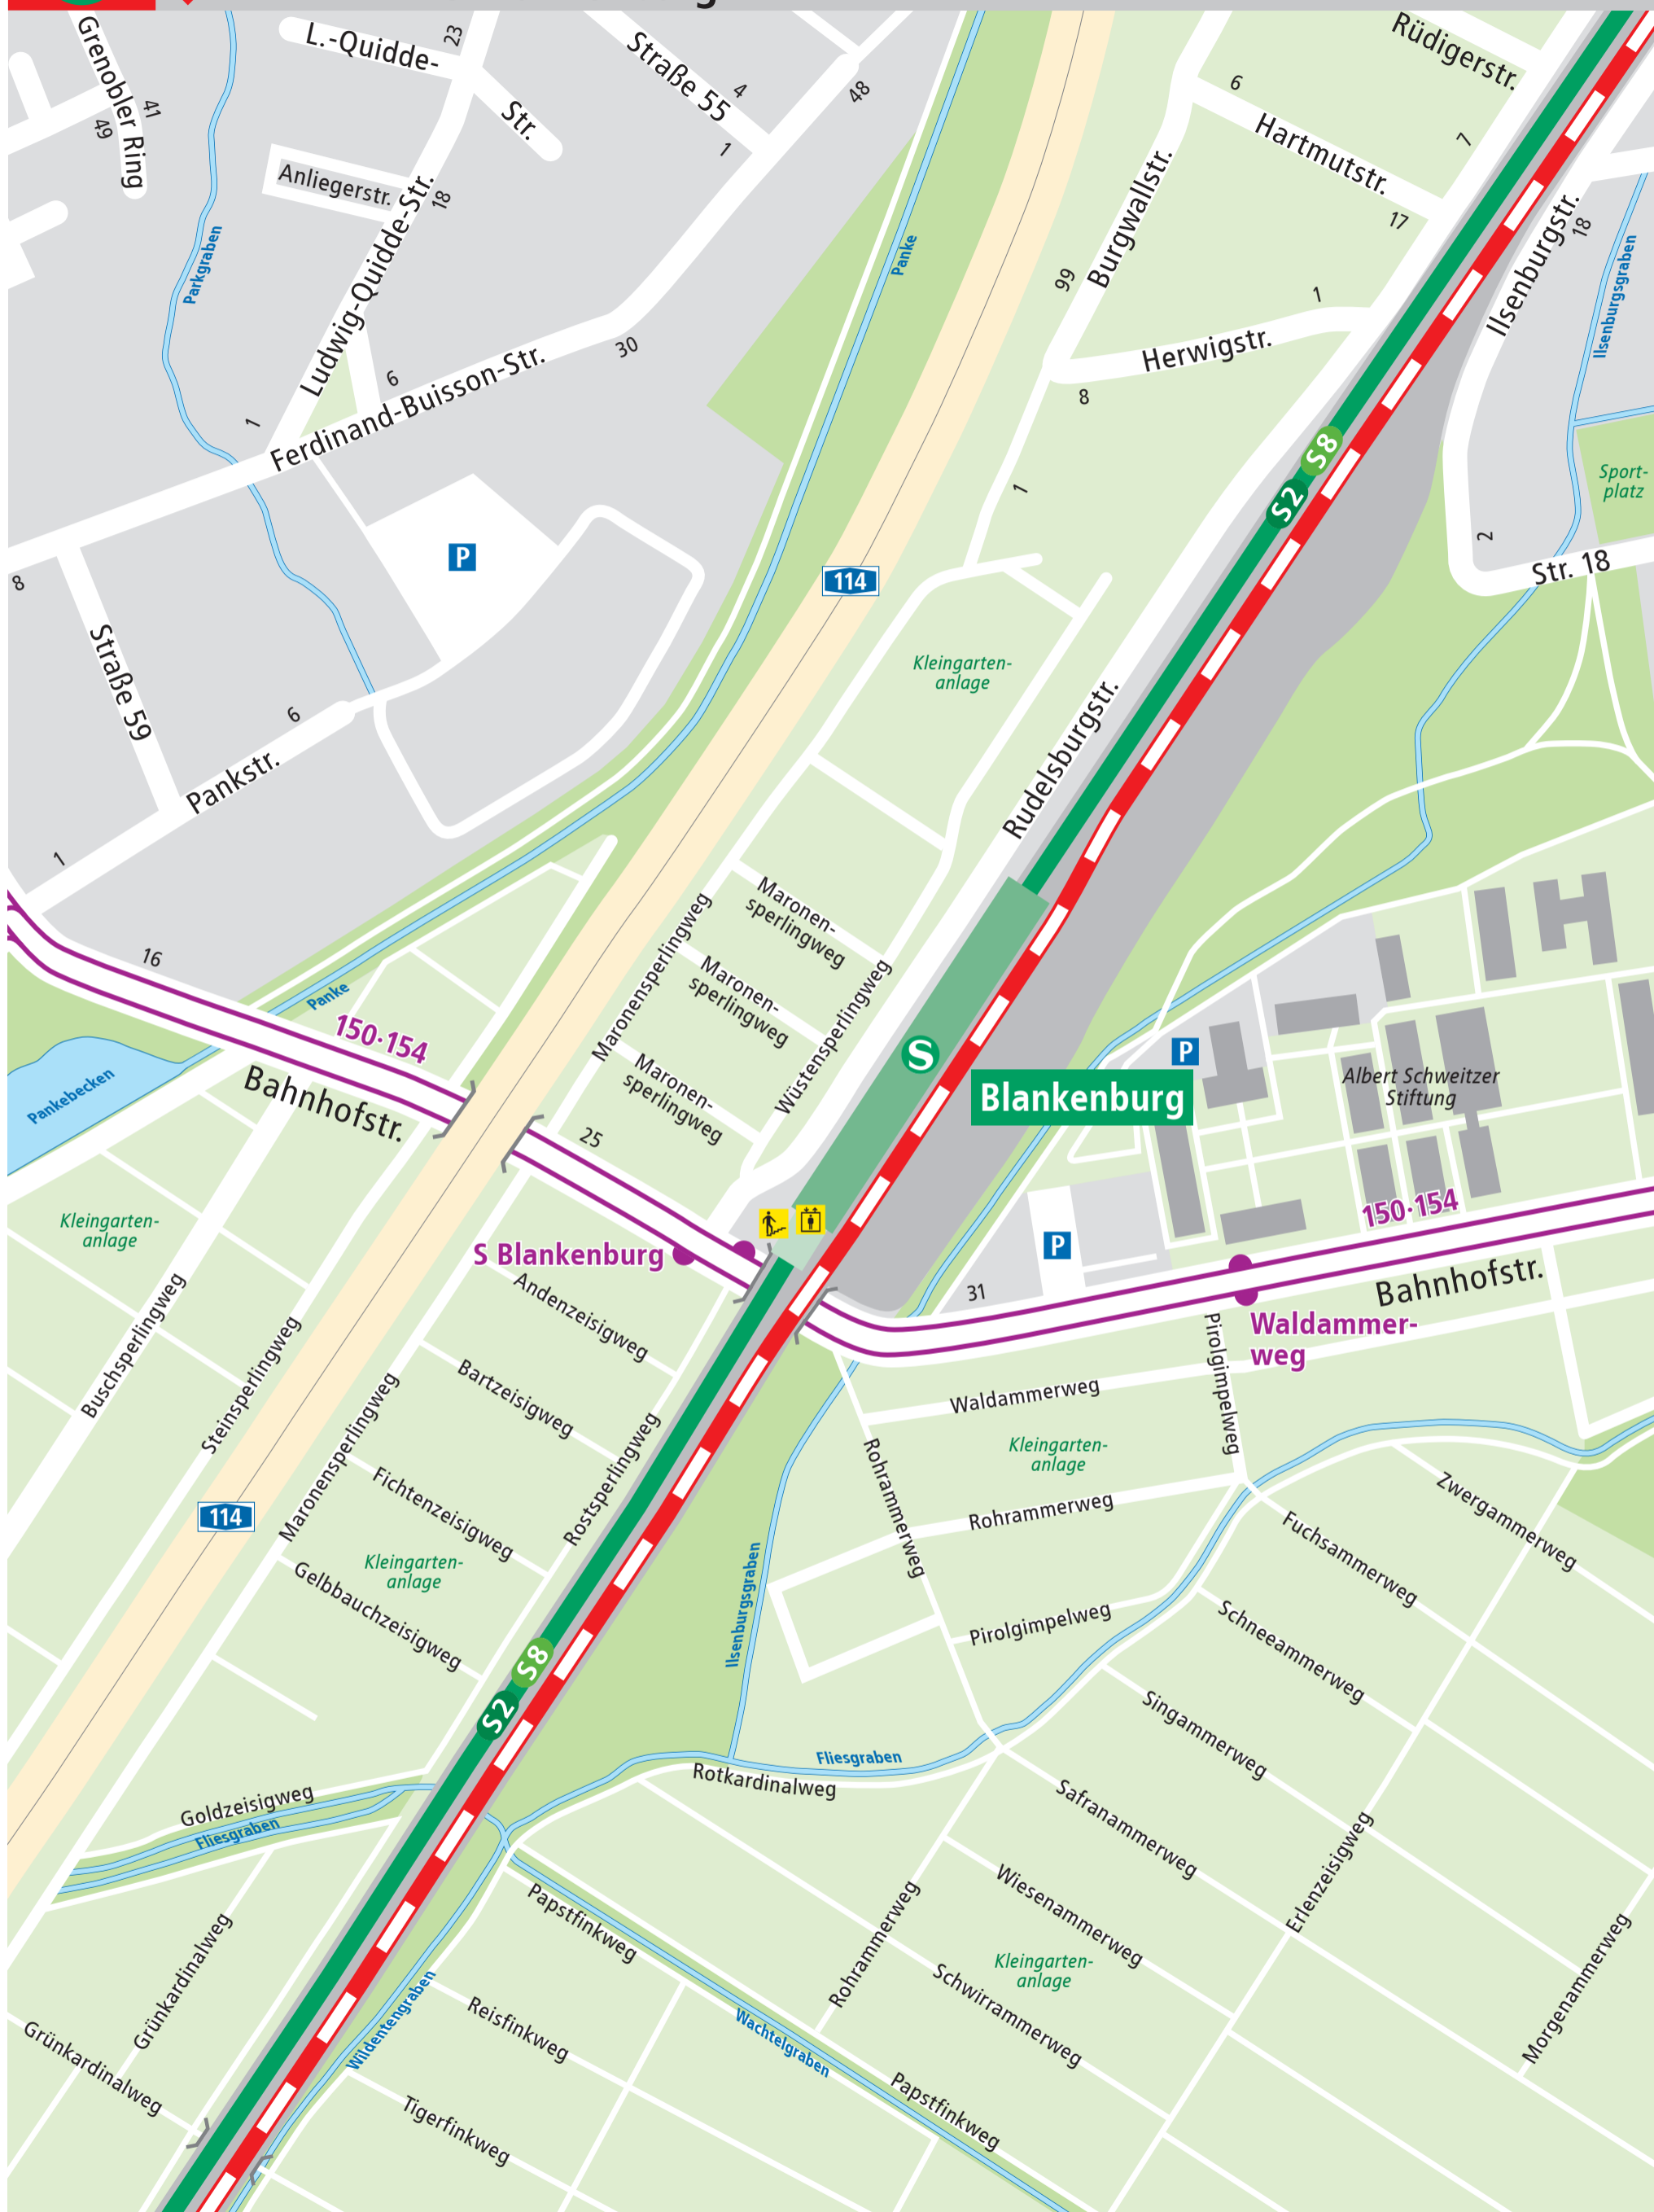 Grenobler Ring
41
49
L.-Quidde-
Str.
23
Straße 55
4
1
48
Anliegerstr.
18
Ludwig-Quidde-Str.
Parkgraben
Panke
6
Rüdigerstr.
Hartmutstr.
7
17
Burgwallstr.
99
1
Herwigstr.
8
Ilsenburgstr.
18
Ilsenburgsgraben
30
6
1
Ferdinand-Buisson-Str.
S8
S2
1
Sport-
platz
2
Str. 18
P
114
8
Straße 59
6
Pankstr.
1
Kleingarten-
anlage
Rudelsburgstr.
16
Panke
150·154
Bahnhofstr.
Pankebecken
Maronensperlingweg
Maronen-
sperlingweg
Maronen-
sperlingweg
Maronen-
sperlingweg
Wüstensperlingweg
25
S
Blankenburg
P
Albert Schweitzer
Stiftung
P
150·154
31
Bahnhofstr.
Kleingarten-
anlage
S Blankenburg
Waldammer-
weg
Buschsperlingweg
Steinsperlingweg
Maronensperlingweg
Andenzeisigweg
Bartzeisigweg
Fichtenzeisigweg
Rostsperlingweg
Kleingarten-
anlage
Gelbbauchzeisigweg
114
Waldammerweg
Pirolgimpelweg
Kleingarten-
anlage
Rohrammerweg
Rohrammerweg
Pirolgimpelweg
Zwergammerweg
Fuchsammerweg
Schneeammerweg
Singammerweg
Safranammerweg
Wiesenammerweg
Schwirrammerweg
Ilsenburgsgraben
S8
S2
Fliesgraben
Rotkardinalweg
Goldzeisigweg
Fliesgraben
Erlenzeisigweg
Morgenammerweg
Rohrammerweg
Kleingarten-
anlage
Papstfinkweg
Grünkardinalweg
Grünkardinalweg
Wildentengraben
Reisfinkweg
Wachtelgraben
Tigerfinkweg
Papstfinkweg